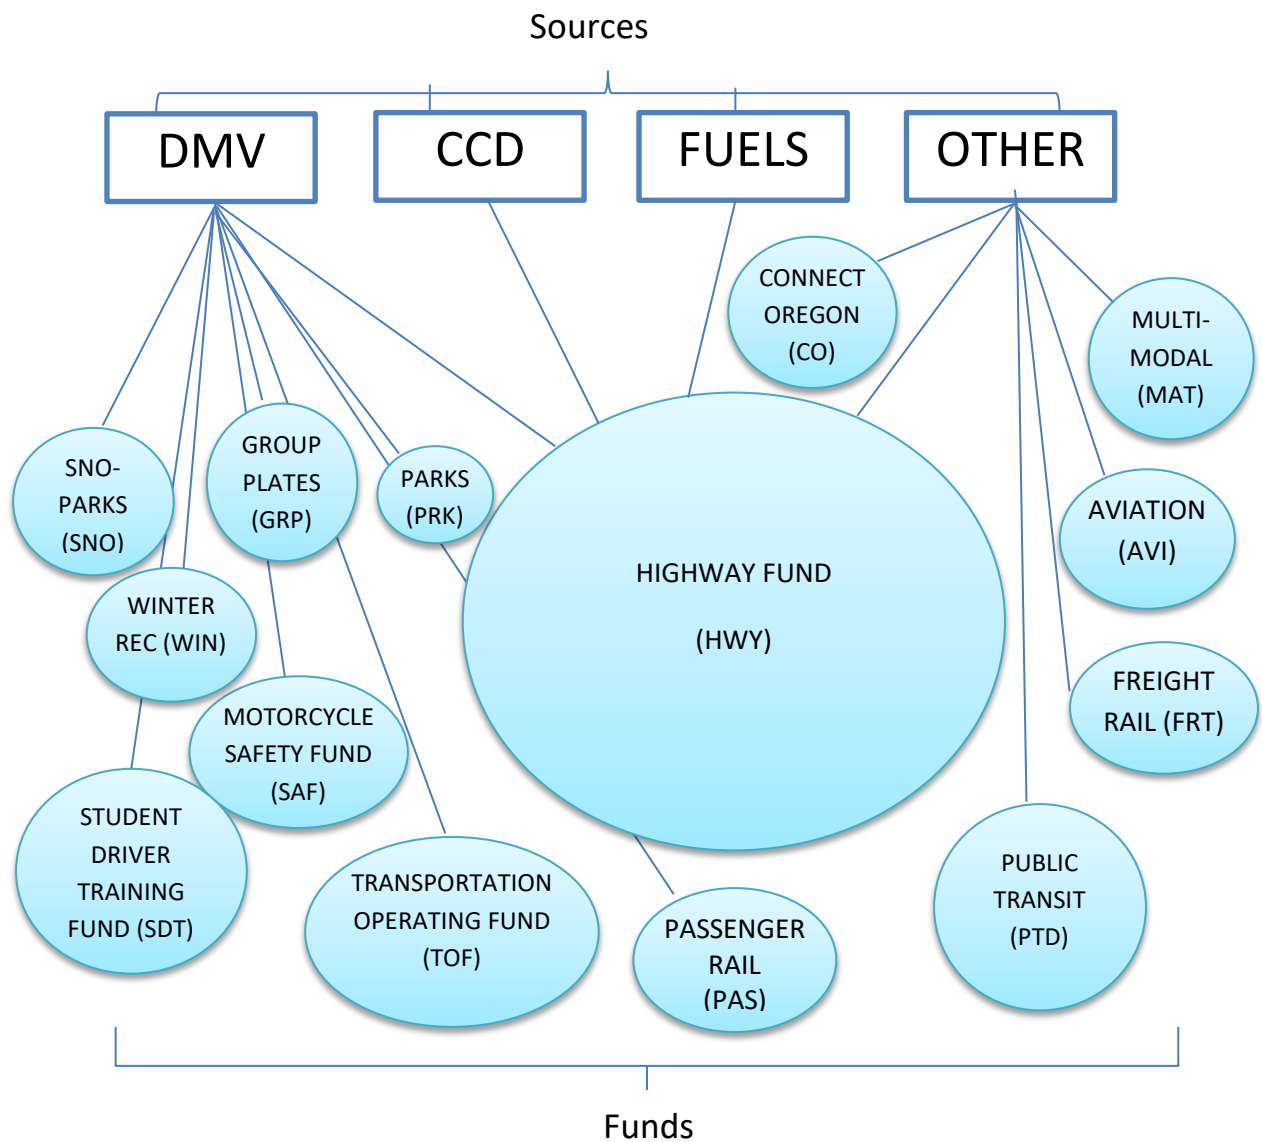 Sources
DMV
CCD
FUELS
OTHER
CONNECT
OREGON
(CO)
MULTI-
MODAL
(MAT)
SNO-
PARKS
(SNO)
GROUP
PLATES
(GRP)
PARKS
(PRK)
AVIATION
(AVI)
HIGHWAY FUND
(HWY)
WINTER
REC (WIN)
FREIGHT
RAIL (FRT)
MOTORCYCLE
SAFETY FUND
(SAF)
STUDENT
DRIVER
TRAINING
FUND (SDT)
TRANSPORTATION
OPERATING FUND
(TOF)
PASSENGER
RAIL
(PAS)
PUBLIC
TRANSIT
(PTD)
Funds